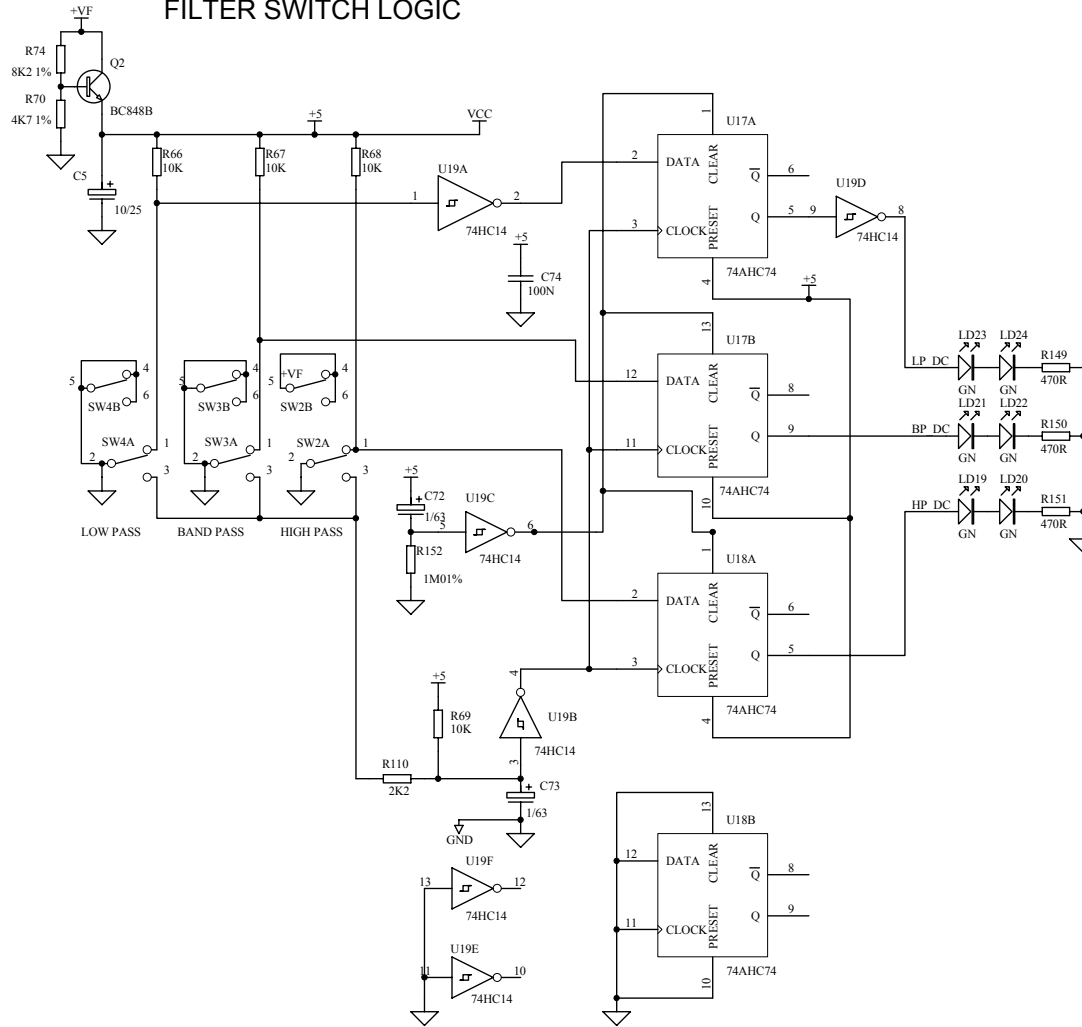 FILTER SWITCH LOGIC
+VF
R74
8K2 1%
Q2
R70
4K7 1%
BC848B
+5
VCC
C5
10/25
R66
10K
R67
10K
R68
10K
U19A
1
2
74HC14
+5
C74
100N
1
U17A
2
DATA
CLEAR
Q
6
3
CLOCK
PRESET
Q
5
4
74AHC74
9
U19D
8
74HC14
+5
13
U17B
12
DATA
CLEAR
Q
8
11
CLOCK
PRESET
Q
9
10
74AHC74
LP_DC
LD23
GN
LD24
GN
R149
470R
BP_DC
LD21
GN
LD22
GN
R150
470R
HP_DC
LD19
GN
LD20
GN
R151
470R
5
4
6
SW4B
5
4
6
SW3B
+VF
5
4
6
SW2B
SW4A
2
1
3
SW3A
2
1
3
SW2A
2
1
3
LOW PASS
BAND PASS
HIGH PASS
+5
C72
1/63
5
U19C
6
74HC14
R152
1M01%
1
U18A
2
DATA
CLEAR
Q
6
3
CLOCK
PRESET
Q
5
4
74AHC74
+5
R69
10K
4
U19B
3
74HC14
R110
2K2
C73
1/63
GND
13
U18B
12
DATA
CLEAR
Q
8
11
CLOCK
PRESET
Q
9
10
74AHC74
U19F
13
12
74HC14
U19E
11
10
74HC14